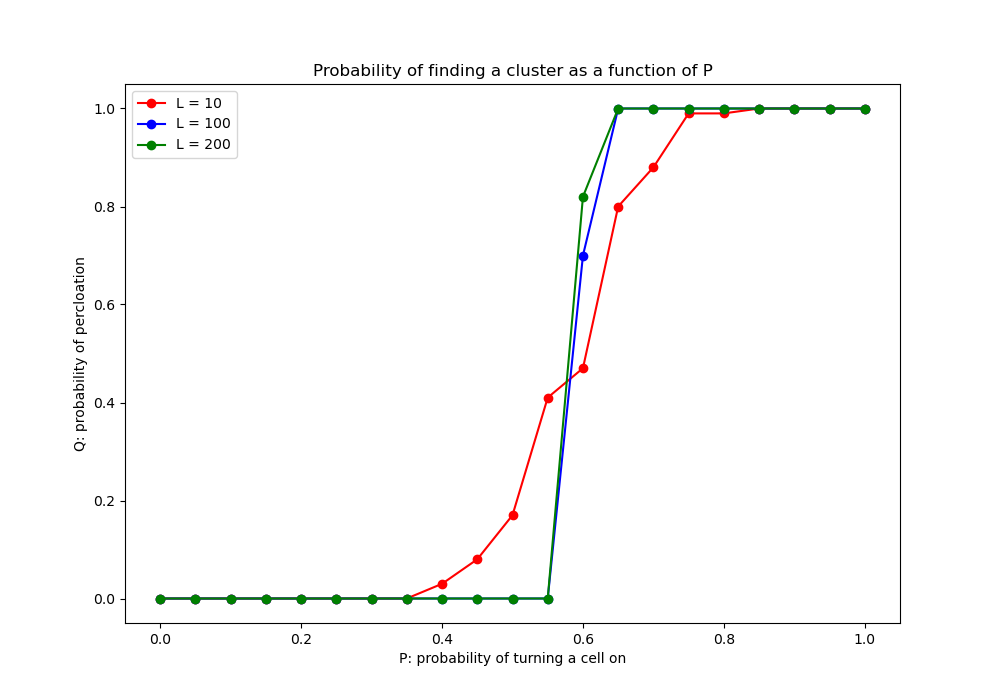 Probability of finding a cluster as a function of P
L = 10
L = 100
L = 200
1.0
0.8
0.6
0.4
0.2
0.0
Q: probability of percloation
0.0 0.2 0.4 0.6 0.8 1.0
P: probability of turning a cell on